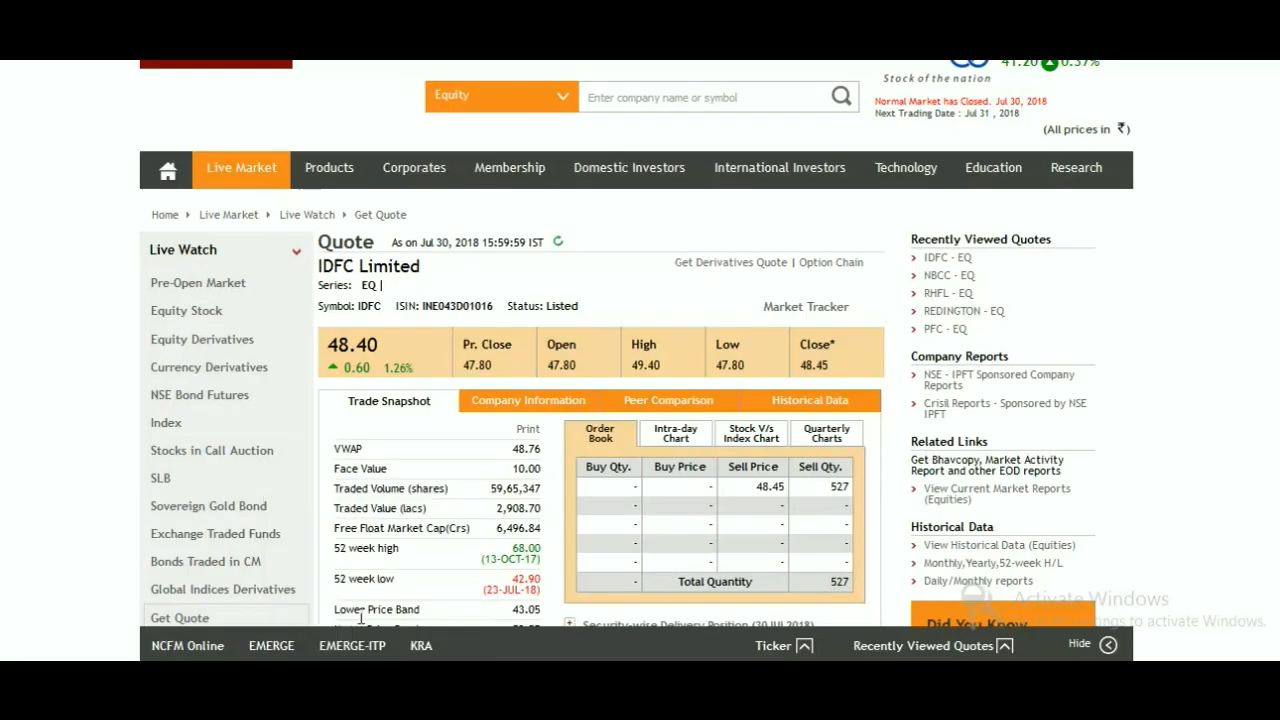 41.20 0.37%
Stock of the nation
Equity
Enter company name or symbol
Normal Market has Closed. Jul 30, 2018
Next Trading Date : Jul 31 , 2018
(All prices in ₹)
Live Market Products Corporates Membership Domestic Investors International Investors Technology Education Research
Home Live Market Live Watch Get Quote
Live Watch
Pre-Open Market
Equity Stock
Equity Derivatives
Currency Derivatives
NSE Bond Futures
Index
Stocks in Call Auction
SLB
Sovereign Gold Bond
Exchange Traded Funds
Bonds Traded in CM
Global Indices Derivatives
Get Quote
Quote As on Jul 30, 2018 15:59:59 IST
IDFC Limited
Get Derivatives Quote | Option Chain
Series: EQ |
Symbol: IDFC ISIN: INE043D01016 Status: Listed
Market Tracker
48.40 Pr. Close Open High Low Close*
0.60 1.26% 47.80 47.80 49.40 47.80 48.45
Trade Snapshot Company Information Peer Comparison Historical Data
Print
VWAP 48.76
Face Value 10.00
Traded Volume (shares) 59,65,347
Traded Value (lacs) 2,908.70
Free Float Market Cap(Crs) 6,496.84
52 week high 68.00
(13-OCT-17)
52 week low 42.90
(23-JUL-18)
Lower Price Band 43.05
Order Book
Intra-day Chart
Stock V/s Index Chart
Quarterly Charts
Buy Qty. Buy Price Sell Price Sell Qty.
- - 48.45 527
- - - -
- - - -
- - - -
- - - -
- Total Quantity 527
Security-wise Delivery Position (30 JUL 2018)
Recently Viewed Quotes
IDFC - EQ
NBCC - EQ
RHFL - EQ
REDINGTON - EQ
PFC - EQ
Company Reports
NSE - IPFT Sponsored Company
Reports
Crisil Reports - Sponsored by NSE
IPFT
Related Links
Get Bhavcopy, Market Activity
Report and other EOD reports
View Current Market Reports
(Equities)
Historical Data
View Historical Data (Equities)
Monthly,Yearly,52-week H/L
Daily/Monthly reports
Did You Know
Activate Windows
to activate Windows.
NCFM Online EMERGE EMERGE-ITP KRA Ticker Recently Viewed Quotes Hide